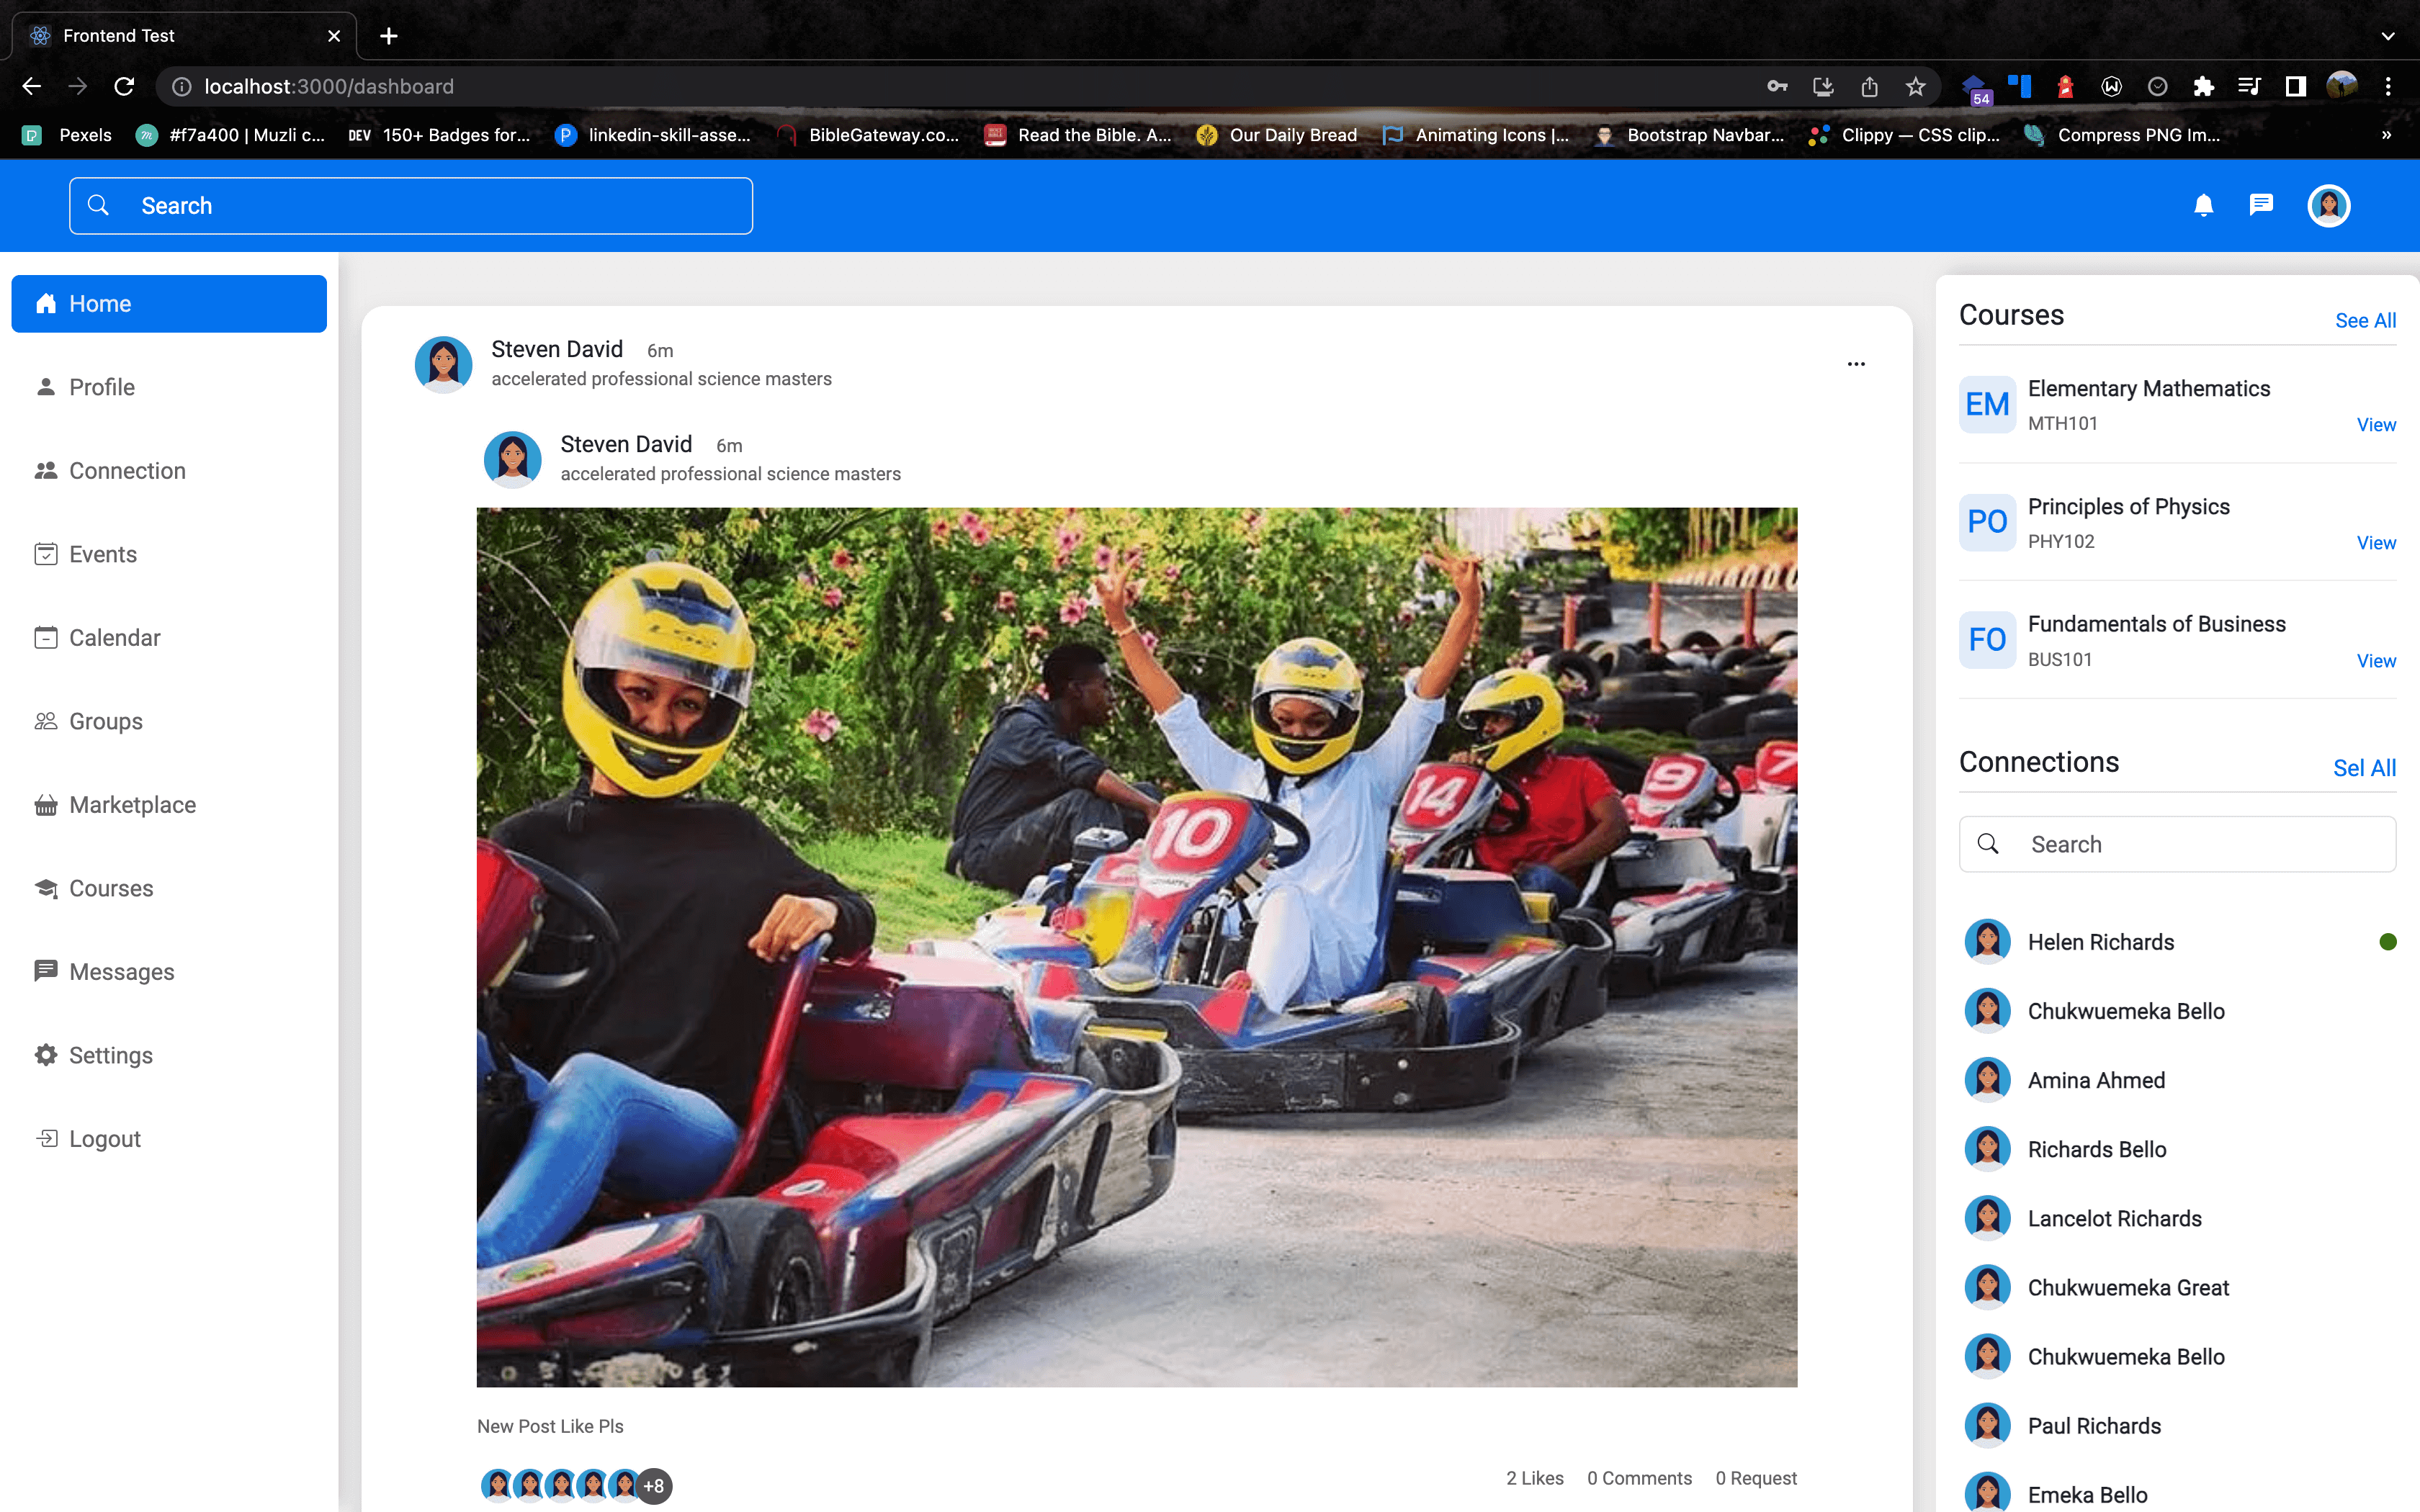 Frontend Test
localhost:3000/dashboard
54
Pexels
#f7a400 | Muzli c...
DEV 150+ Badges for...
linkedin-skill-asse...
BibleGateway.co...
Read the Bible. A...
Our Daily Bread
Animating Icons |...
Bootstrap Navbar...
Clippy — CSS clip...
Compress PNG Im...
»
Search
Home
Profile
Connection
Events
Calendar
Groups
Marketplace
Courses
Messages
Settings
Logout
Steven David 6m
accelerated professional science masters
Steven David 6m
accelerated professional science masters
10
14
9
7
New Post Like Pls
+8
2 Likes 0 Comments 0 Request
Courses See All
EM Elementary Mathematics
MTH101 View
PO Principles of Physics
PHY102 View
FO Fundamentals of Business
BUS101 View
Connections Sel All
Search
Helen Richards
Chukwuemeka Bello
Amina Ahmed
Richards Bello
Lancelot Richards
Chukwuemeka Great
Chukwuemeka Bello
Paul Richards
Emeka Bello